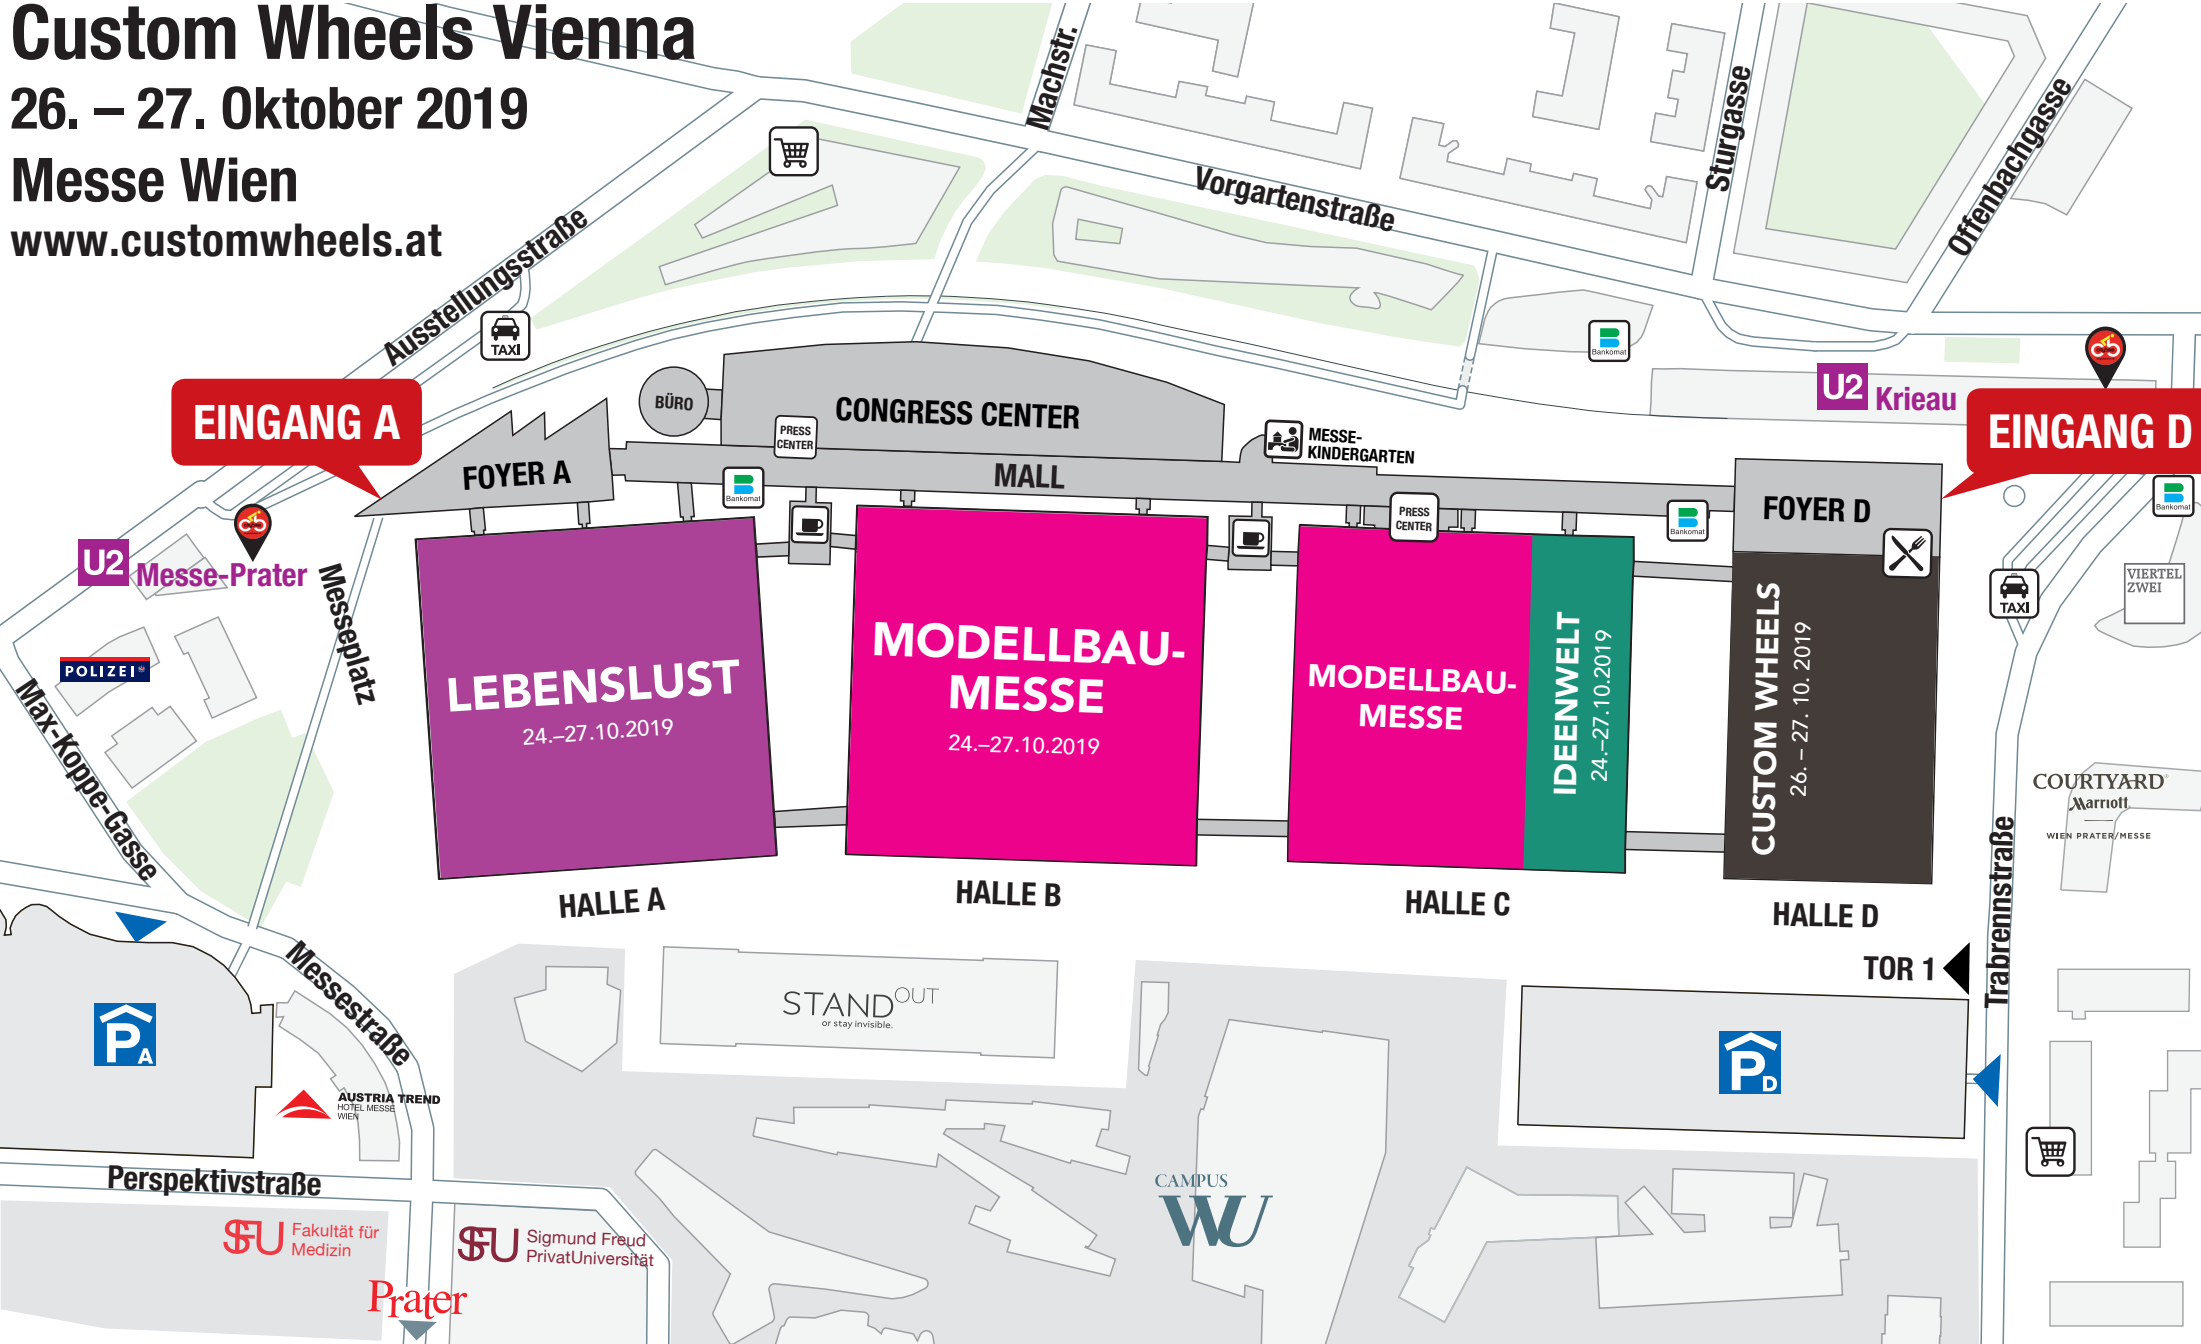 Custom Wheels Vienna
26. – 27. Oktober 2019
Messe Wien
www.customwheels.at
Machstr.
Sturgasse
Offenbachgasse
Vorgartenstraße
Ausstellungsstraße
TAXI
Bankomat
EINGANG A
BÜRO
CONGRESS CENTER
PRESS
CENTER
MESSE-
KINDERGARTEN
U2 Krieau
EINGANG D
FOYER A
MALL
Bankomat
PRESS
CENTER
Bankomat
FOYER D
Bankomat
U2 Messe-Prater
Messeplatz
POLIZEI
Max-Koppe-Gasse
LEBENSLUST
24.–27.10.2019
MODELLBAU-
MESSE
24.–27.10.2019
MODELLBAU-
MESSE
IDEENWELT
24.–27.10.2019
CUSTOM WHEELS
26. – 27. 10. 2019
TAXI
VIERTEL
ZWEI
COURTYARD
Marriott
WIEN PRATER/MESSE
Trabrennstraße
HALLE A
HALLE B
HALLE C
HALLE D
TOR 1
Messestraße
STANDOUT
or stay invisible.
PA
PD
AUSTRIA TREND
HOTEL MESSE
WIEN
Perspektivstraße
CAMPUS
WU
SFU Fakultät für
Medizin
SFU Sigmund Freud
PrivatUniversität
Prater